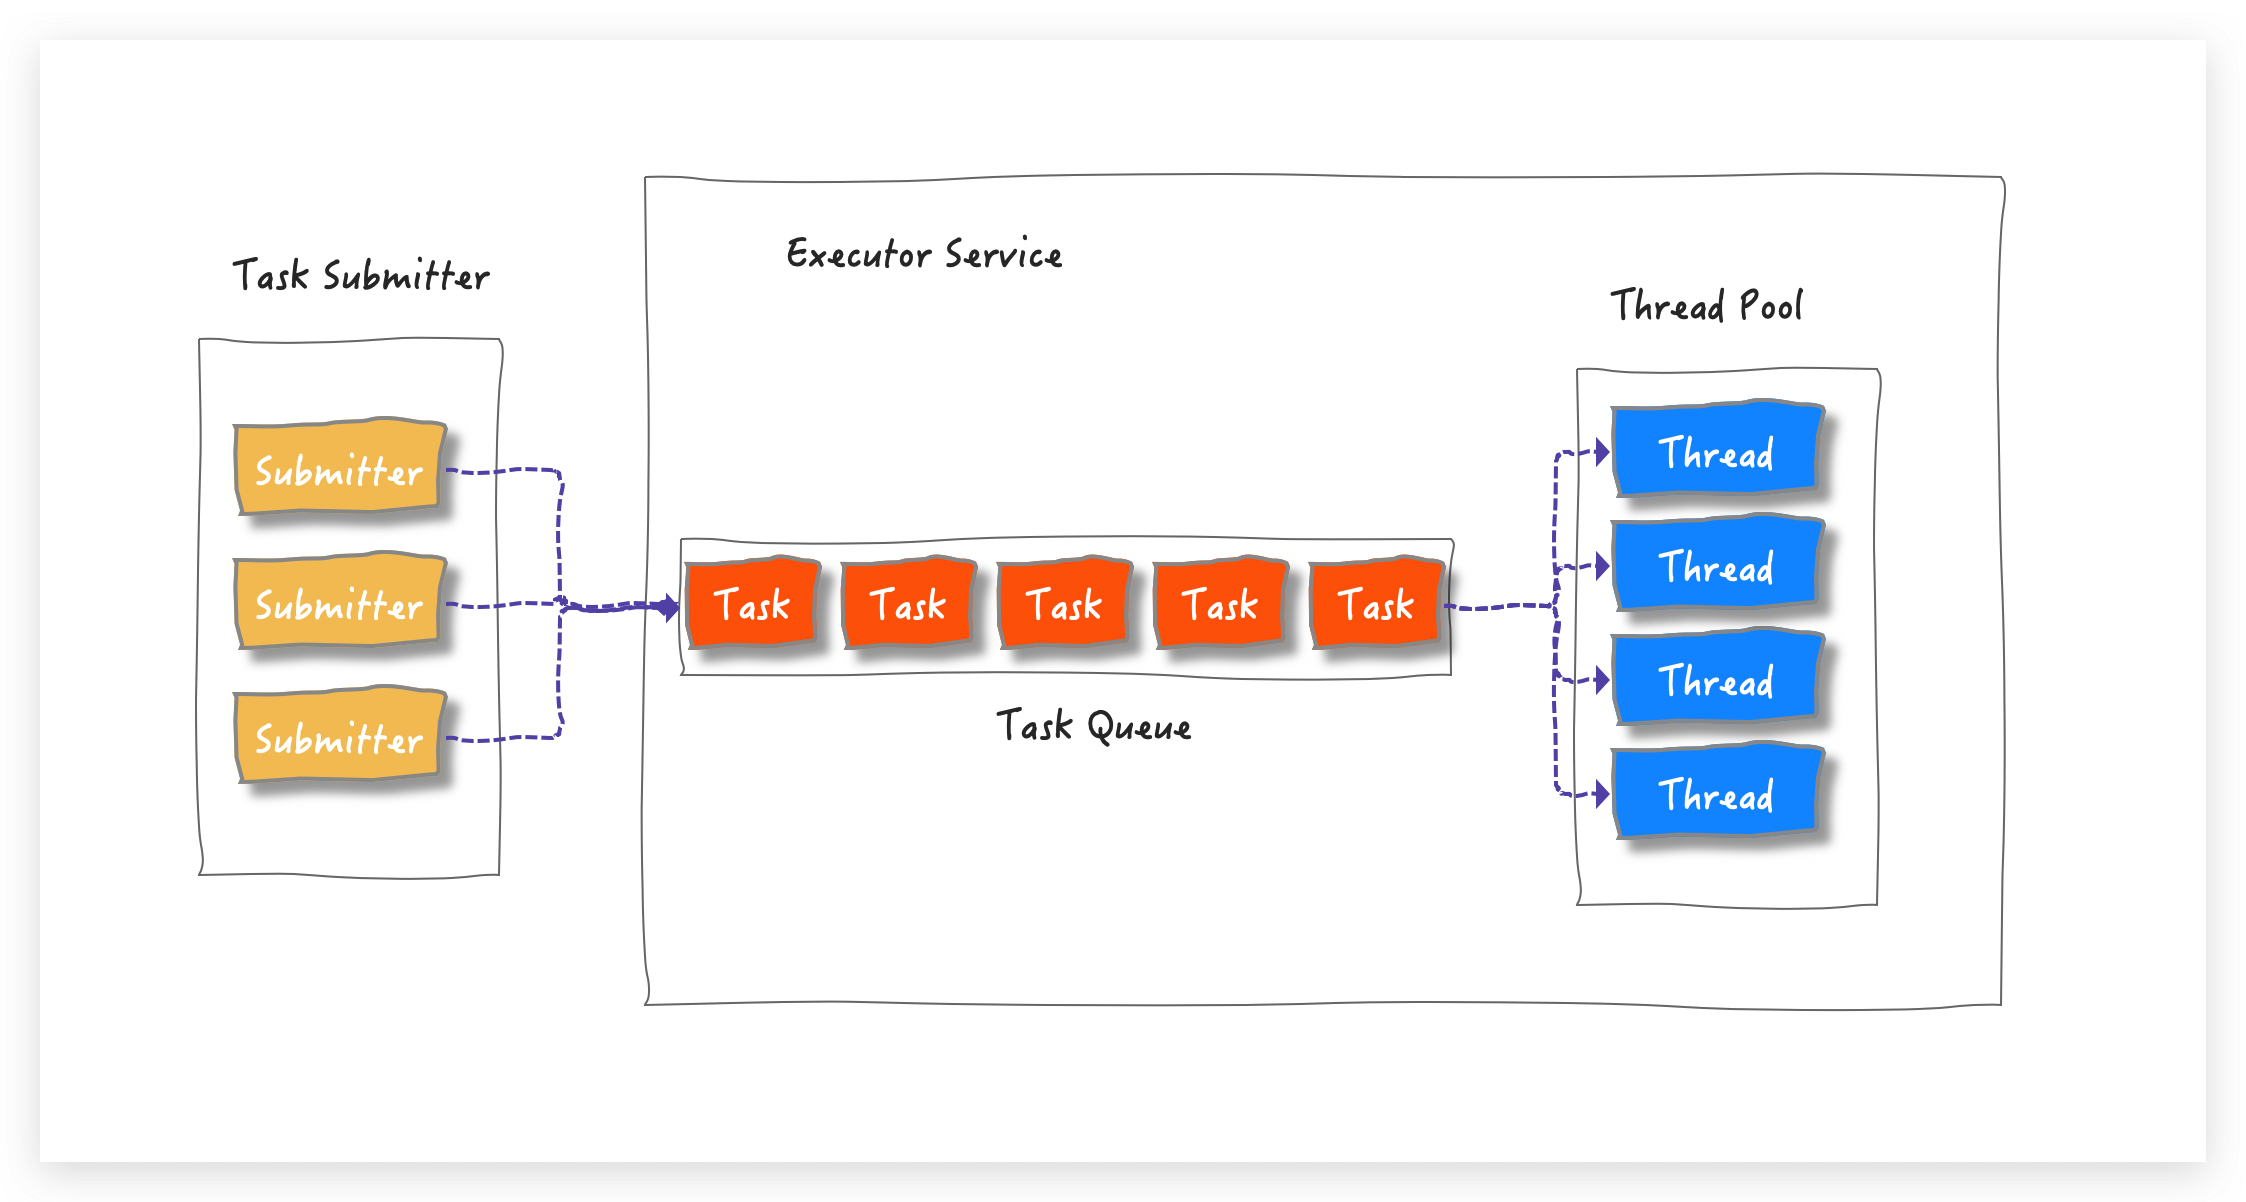 Task Submitter
Submitter
Submitter
Submitter
Executor Service
Task Task Task Task Task
Task Queue
Thread Pool
Thread
Thread
Thread
Thread